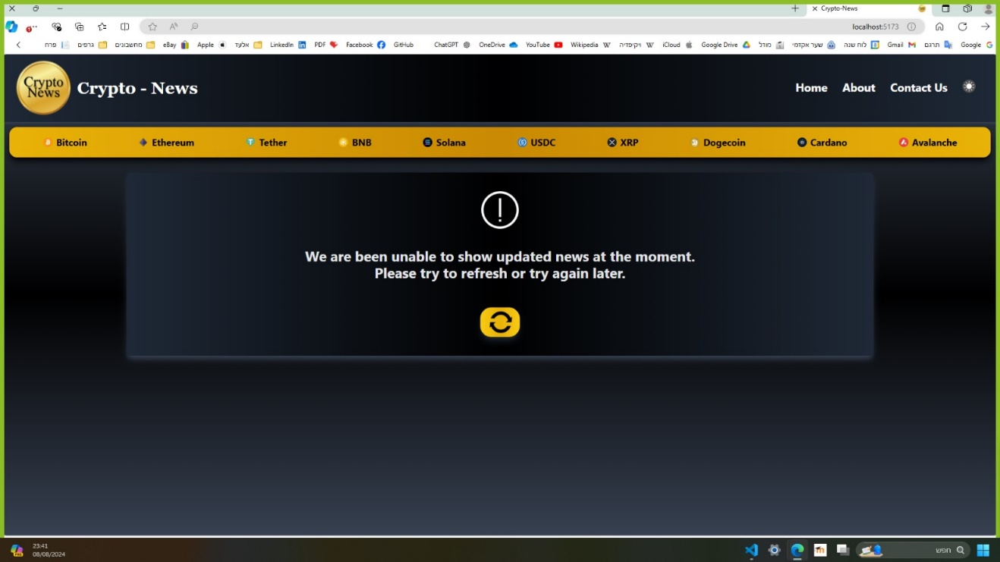 Crypto-News
localhost:5173
Google תרגם Gmail לוח שנה שער אקדמי מודל Google Drive iCloud ויקיפדיה Wikipedia YouTube OneDrive ChatGPT GitHub Facebook PDF LinkedIn אלעד Apple eBay מחשבונים גרפים פרח
Crypto News
Crypto - News
Home About Contact Us
Bitcoin Ethereum Tether BNB Solana USDC XRP Dogecoin Cardano Avalanche
We are been unable to show updated news at the moment.
Please try to refresh or try again later.
23:41
08/08/2024
חפש